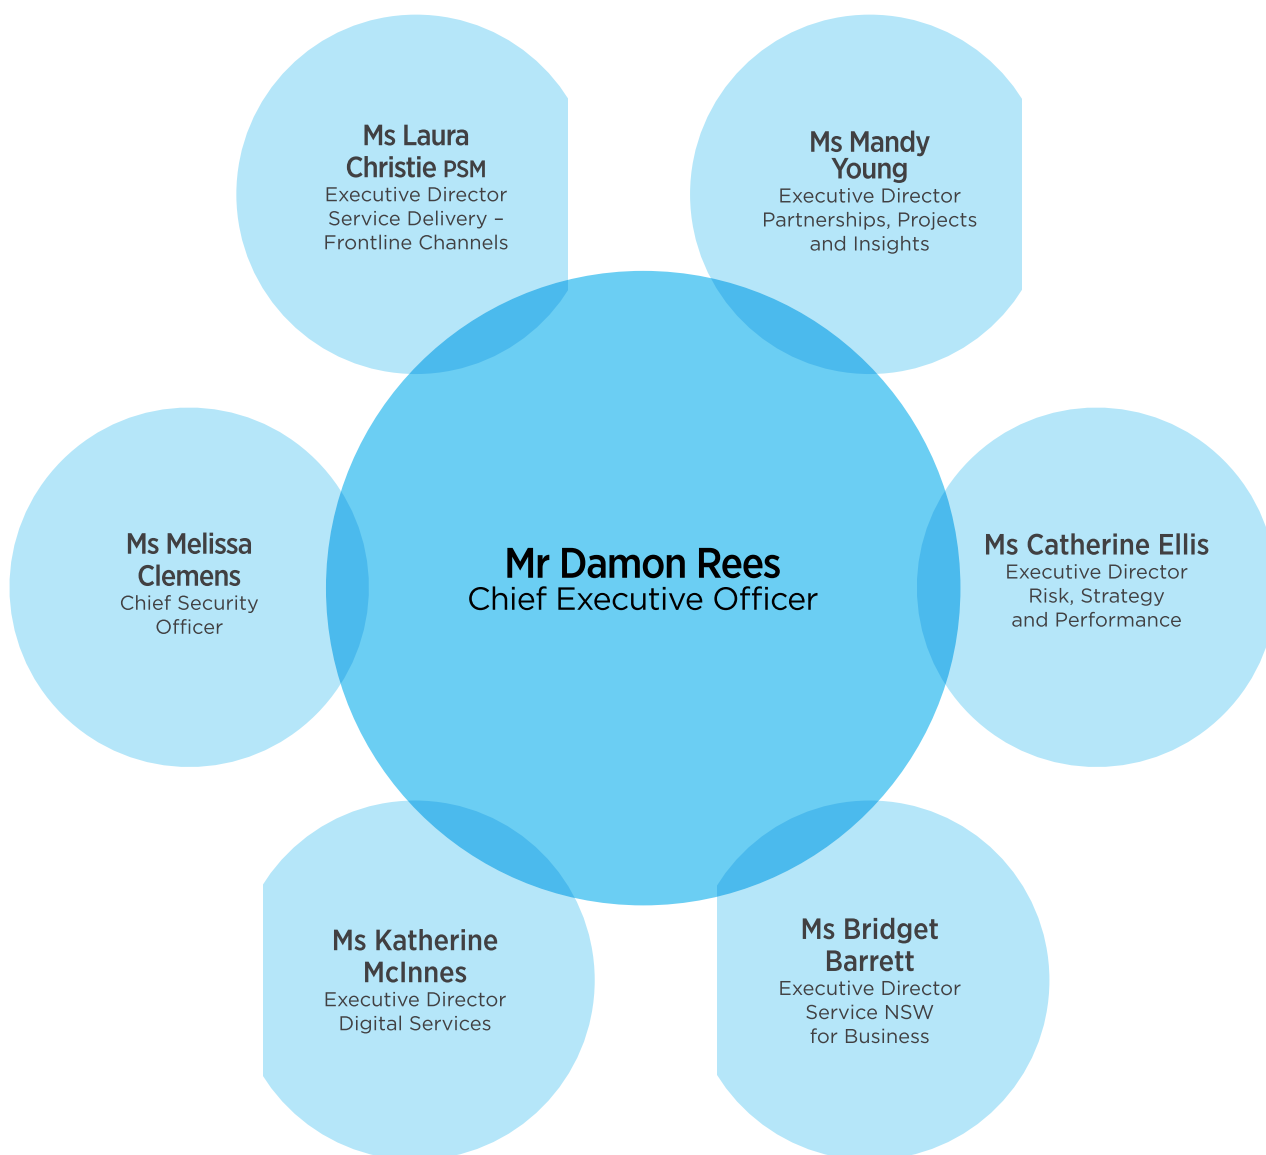 Ms Laura
Christie PSM
Executive Director
Service Delivery –
Frontline Channels
Ms Mandy
Young
Executive Director
Partnerships, Projects
and Insights
Ms Melissa
Clemens
Chief Security
Officer
Mr Damon Rees
Chief Executive Officer
Ms Catherine Ellis
Executive Director
Risk, Strategy
and Performance
Ms Katherine
McInnes
Executive Director
Digital Services
Ms Bridget
Barrett
Executive Director
Service NSW
for Business